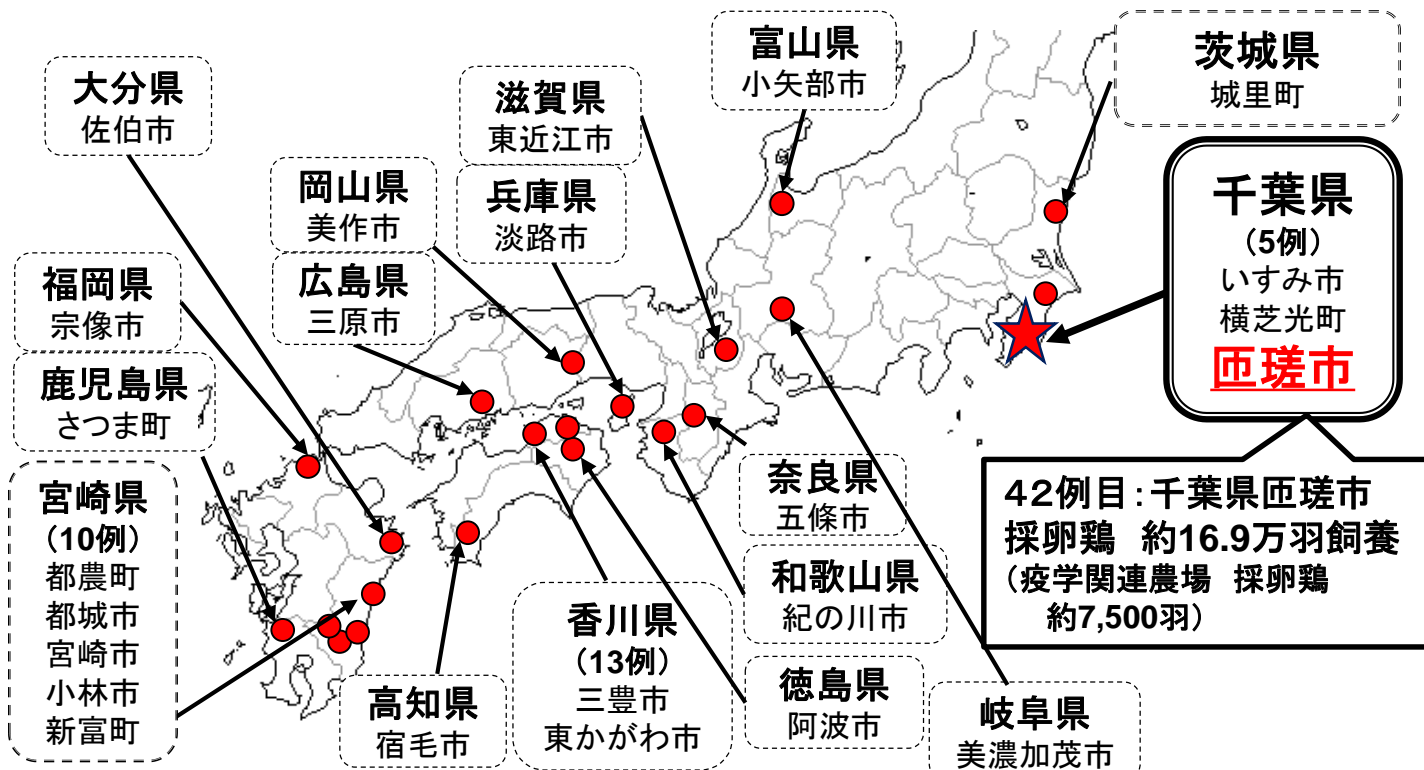 富山県
小矢部市
茨城県
城里町
大分県
佐伯市
滋賀県
東近江市
千葉県
（5例）
いすみ市
横芝光町
匝瑳市
岡山県
美作市
兵庫県
淡路市
福岡県
宗像市
広島県
三原市
鹿児島県
さつま町
宮崎県
（10例）
都農町
都城市
宮崎市
小林市
新富町
高知県
宿毛市
香川県
（13例）
三豊市
東かがわ市
奈良県
五條市
和歌山県
紀の川市
徳島県
阿波市
岐阜県
美濃加茂市
42例目：千葉県匝瑳市
採卵鶏　約16.9万羽飼養
（疫学関連農場　採卵鶏
約7,500羽）